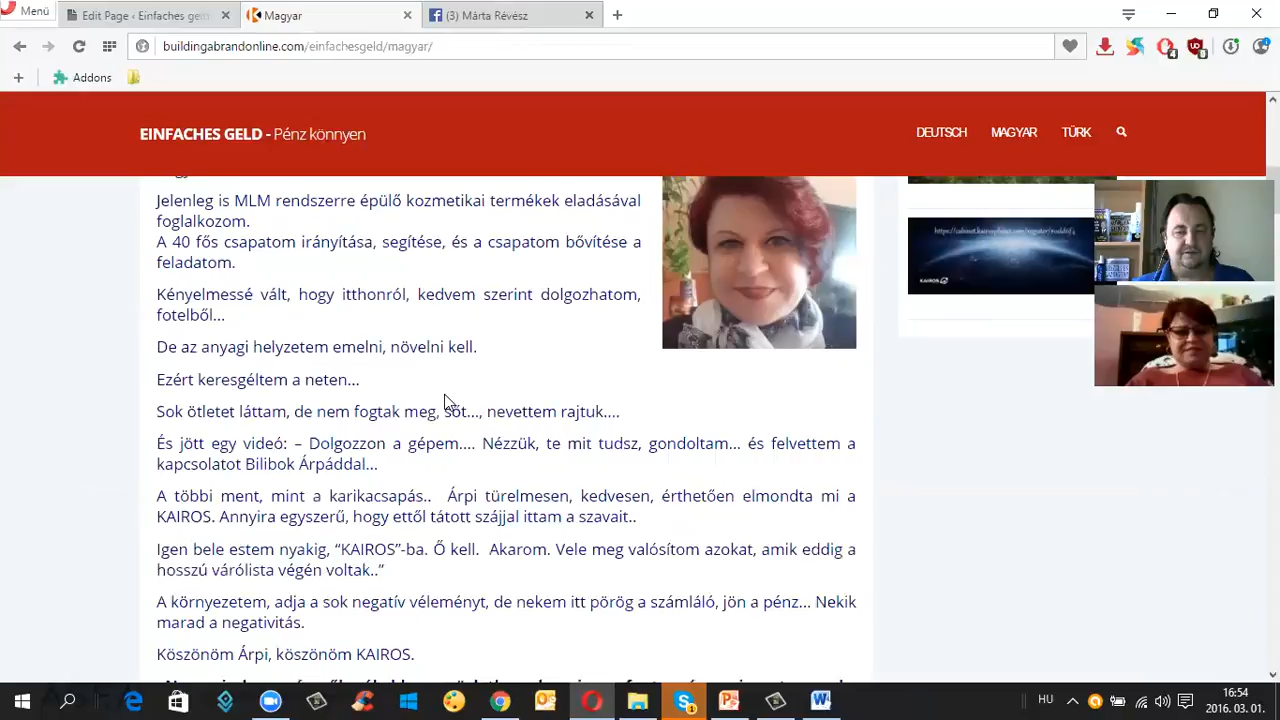 Menü
Edit Page ‹ Einfaches geln
Magyar
(3) Márta Révész
buildingabrandonline.com/einfachesgeld/magyar/
4
8
Addons
EINFACHES GELD - Pénz könnyen
DEUTSCH MAGYAR TÜRK
Jelenleg is MLM rendszerre épülő kozmetikai termékek eladásával
foglalkozom.
A 40 fős csapatom irányítása, segítése, és a csapatom bővítése a
feladatom.
Kényelmessé vált, hogy itthonról, kedvem szerint dolgozhatom,
fotelből...
De az anyagi helyzetem emelni, növelni kell.
Ezért keresgéltem a neten...
Sok ötletet láttam, de nem fogtak meg, sőt..., nevettem rajtuk....
És jött egy videó: – Dolgozzon a gépem.... Nézzük, te mit tudsz, gondoltam... és felvettem a
kapcsolatot Bilibok Árpáddal...
A többi ment, mint a karikacsapás.. Árpi türelmesen, kedvesen, érthetően elmondta mi a
KAIROS. Annyira egyszerű, hogy ettől tátott szájjal ittam a szavait..
Igen bele estem nyakig, “KAIROS”-ba. Ő kell. Akarom. Vele meg valósítom azokat, amik eddig a
hosszú várólista végén voltak..”
A környezetem, adja a sok negatív véleményt, de nekem itt pörög a számláló, jön a pénz... Nekik
marad a negativitás.
Köszönöm Árpi, köszönöm KAIROS.
KAIROS
HU
16:54
2016. 03. 01.